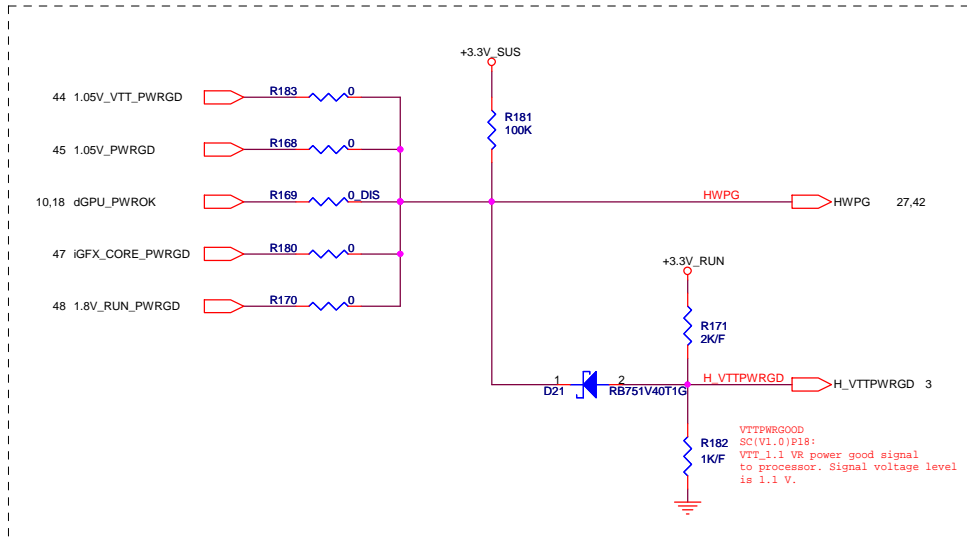 +3.3V_SUS
44 1.05V_VTT_PWRGD R183 0
R181
100K
45 1.05V_PWRGD R168 0
10,18 dGPU_PWROK R169 0_DIS HWPG HWPG 27,42
47 iGFX_CORE_PWRGD R180 0
+3.3V_RUN
48 1.8V_RUN_PWRGD R170 0
R171
2K/F
1 2 H_VTTPWRGD H_VTTPWRGD 3
D21 RB751V40T1G
R182
1K/F
VTTPWRGOOD
SC(V1.0)P18:
VTT_1.1 VR power good signal
to processor. Signal voltage level
is 1.1 V.